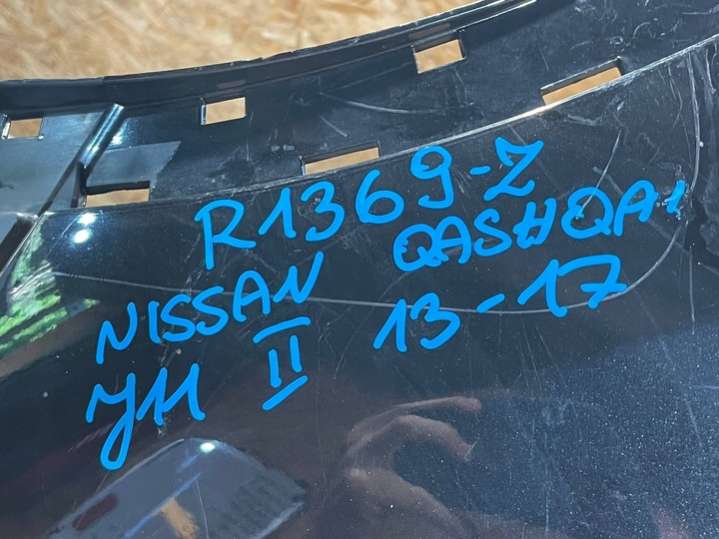 R1369-Z
NISSAN QASHQAI
J11 II 13-17